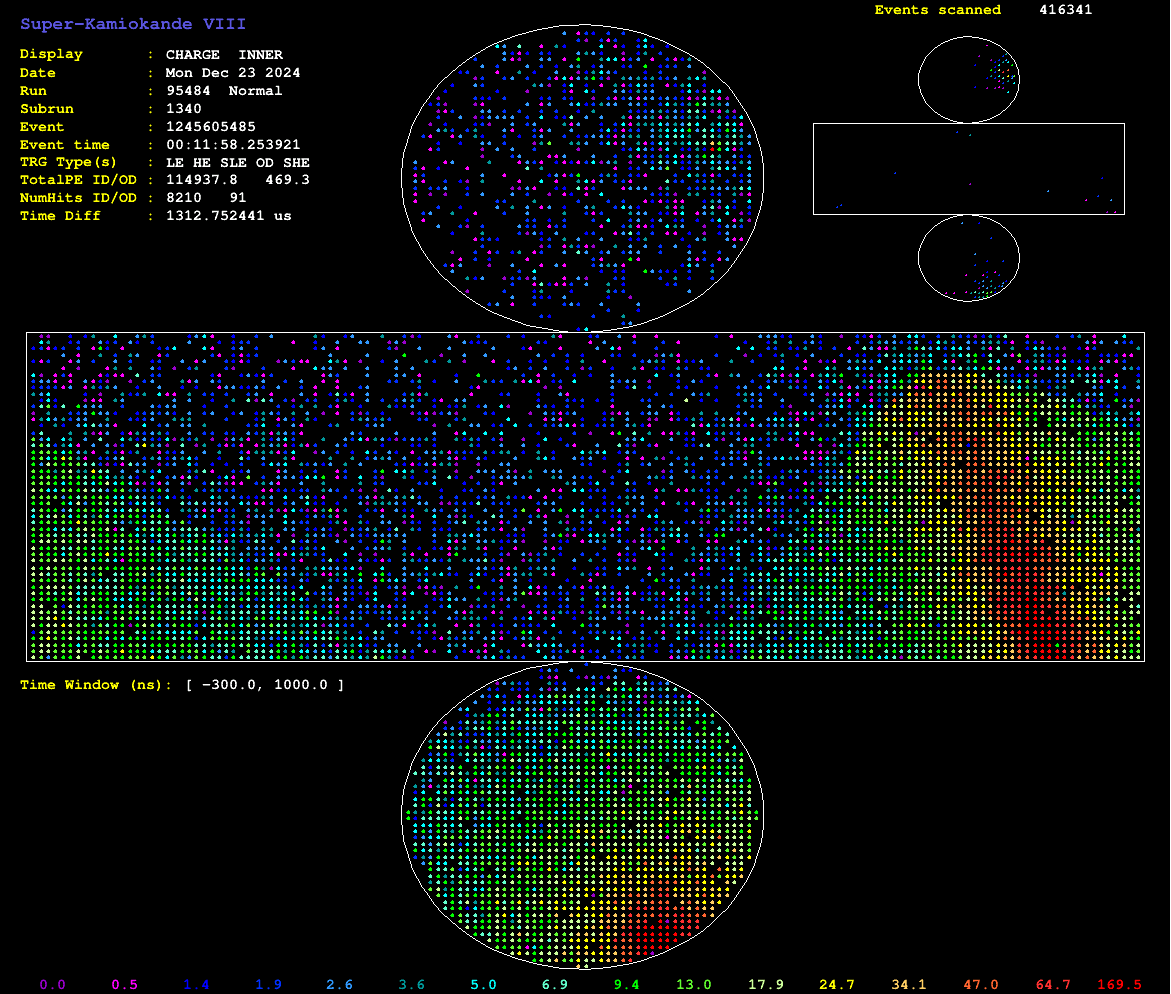 Super-Kamiokande VIII
Events scanned 416341
Display : CHARGE INNER
Date : Mon Dec 23 2024
Run : 95484 Normal
Subrun : 1340
Event : 1245605485
Event time : 00:11:58.253921
TRG Type(s) : LE HE SLE OD SHE
TotalPE ID/OD : 114937.8 469.3
NumHits ID/OD : 8210 91
Time Diff : 1312.752441 us
Time Window (ns): [ −300.0, 1000.0 ]
0.0 0.5 1.4 1.9 2.6 3.6 5.0 6.9 9.4 13.0 17.9 24.7 34.1 47.0 64.7 169.5